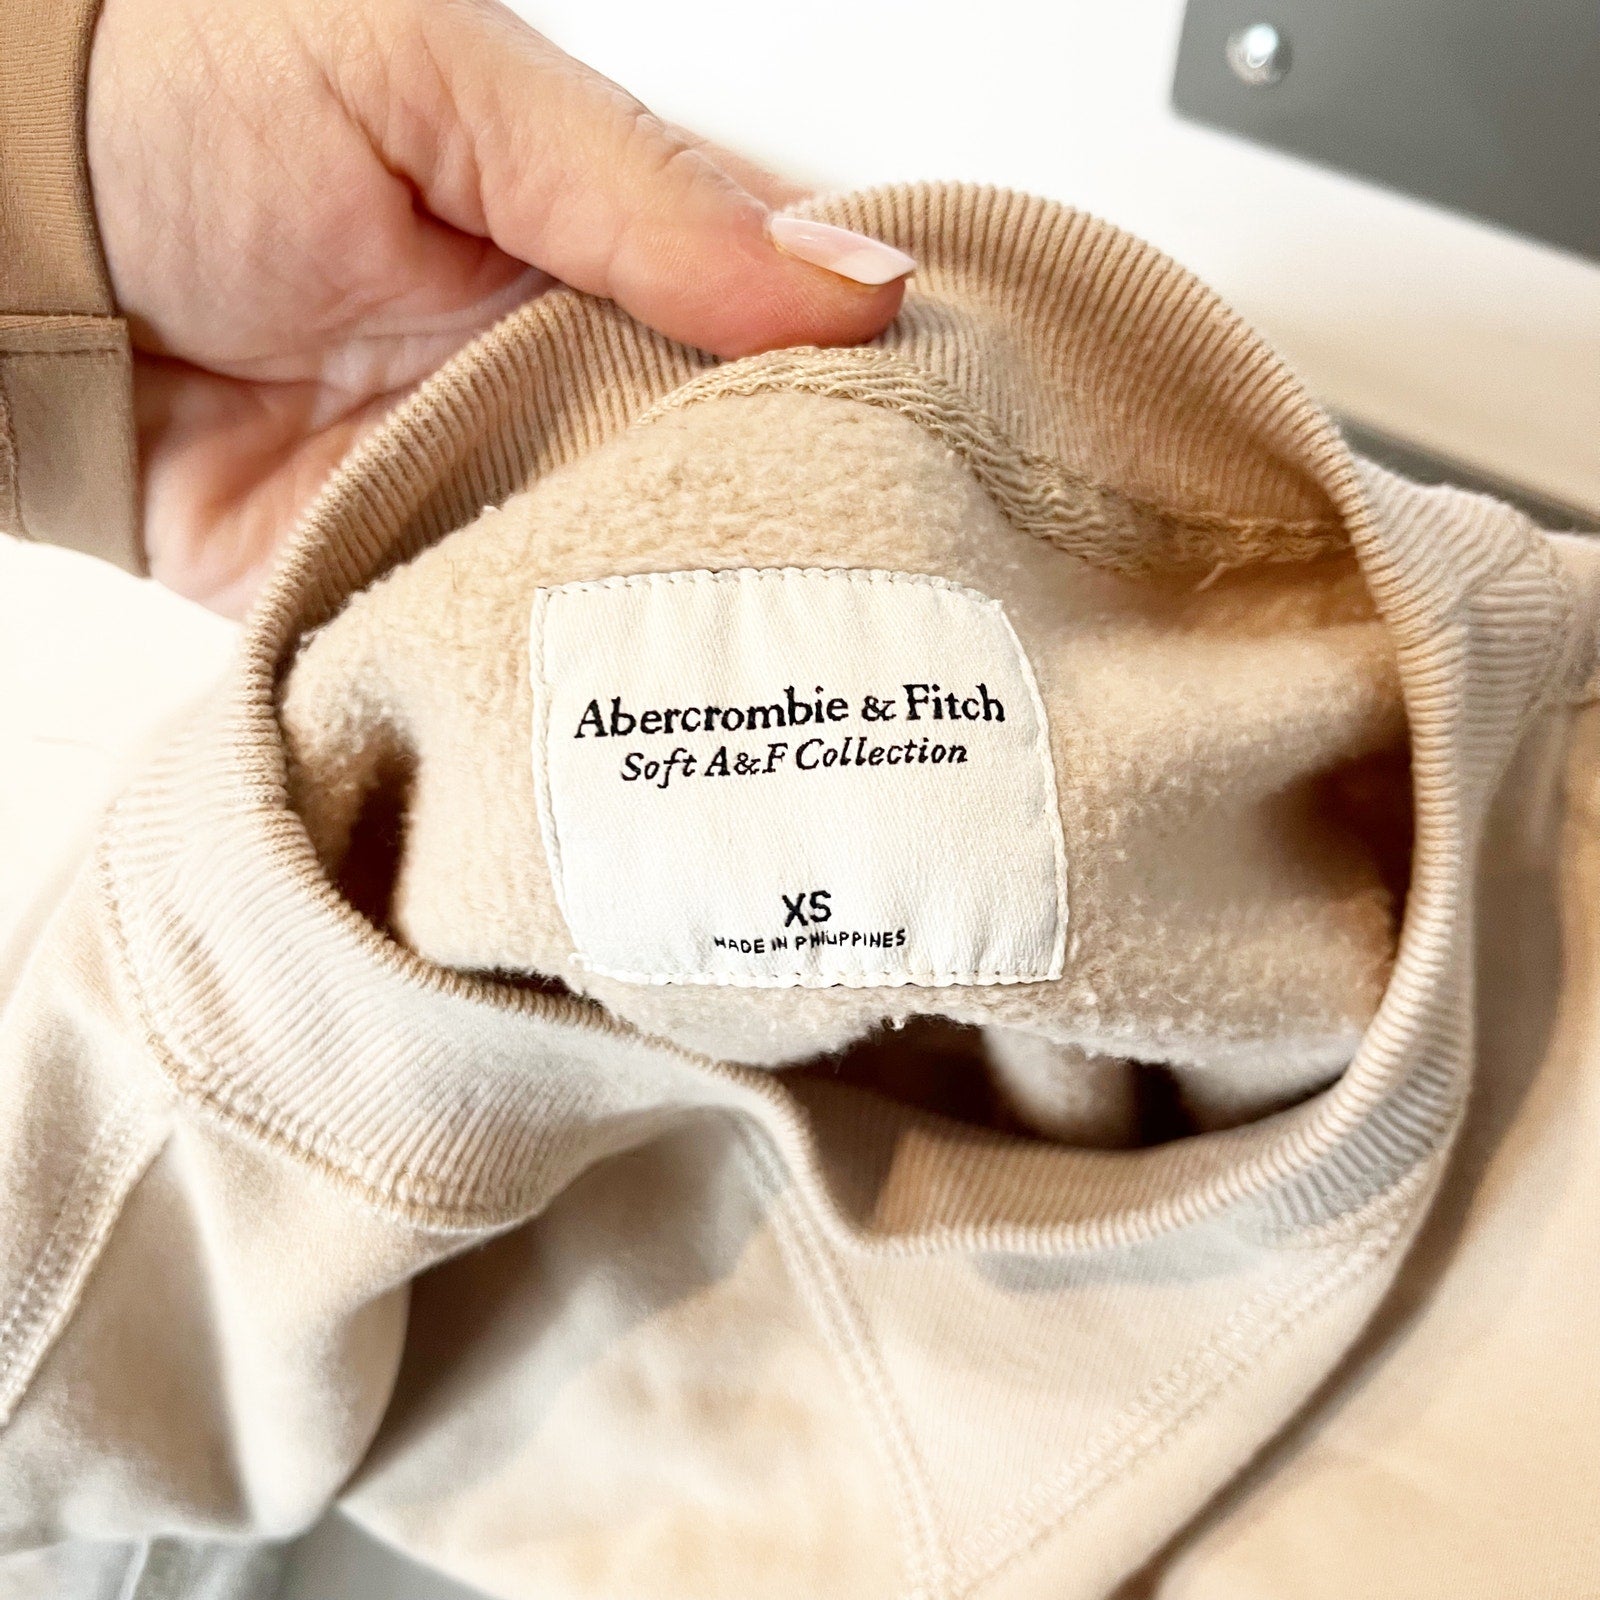 Abercrombie & Fitch
Soft A&F Collection
XS
MADE IN PHILIPPINES